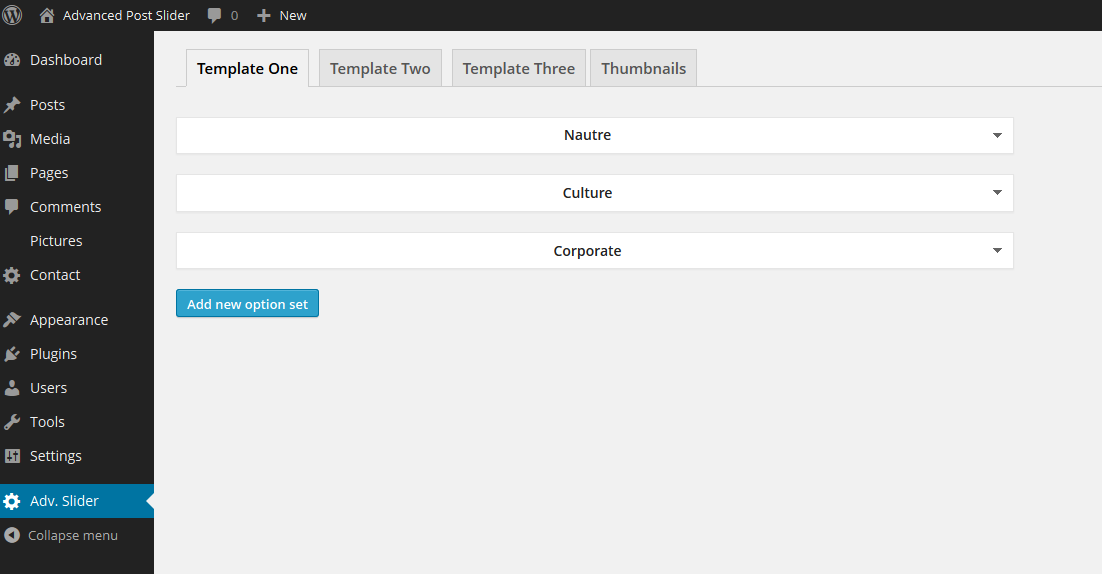 Advanced Post Slider 0 New
Dashboard
Posts
Media
Pages
Comments
Pictures
Contact
Appearance
Plugins
Users
Tools
Settings
Adv. Slider
Collapse menu
Template One Template Two Template Three Thumbnails
Nautre
Culture
Corporate
Add new option set